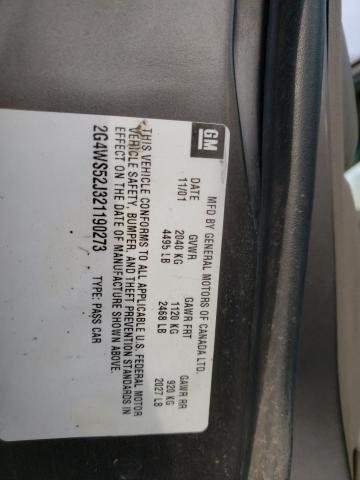 GM
MFD BY GENERAL MOTORS OF CANADA LTD.
DATE GVWR GAWR FRT GAWR RR
11/01 2040 KG 1120 KG 920 KG
4495 LB 2468 LB 2027 LB
THIS VEHICLE CONFORMS TO ALL APPLICABLE U.S. FEDERAL MOTOR
VEHICLE SAFETY, BUMPER, AND THEFT PREVENTION STANDARDS IN
EFFECT ON THE DATE OF MANUFACTURE SHOWN ABOVE.
2G4WS52J321190273 TYPE: PASS CAR